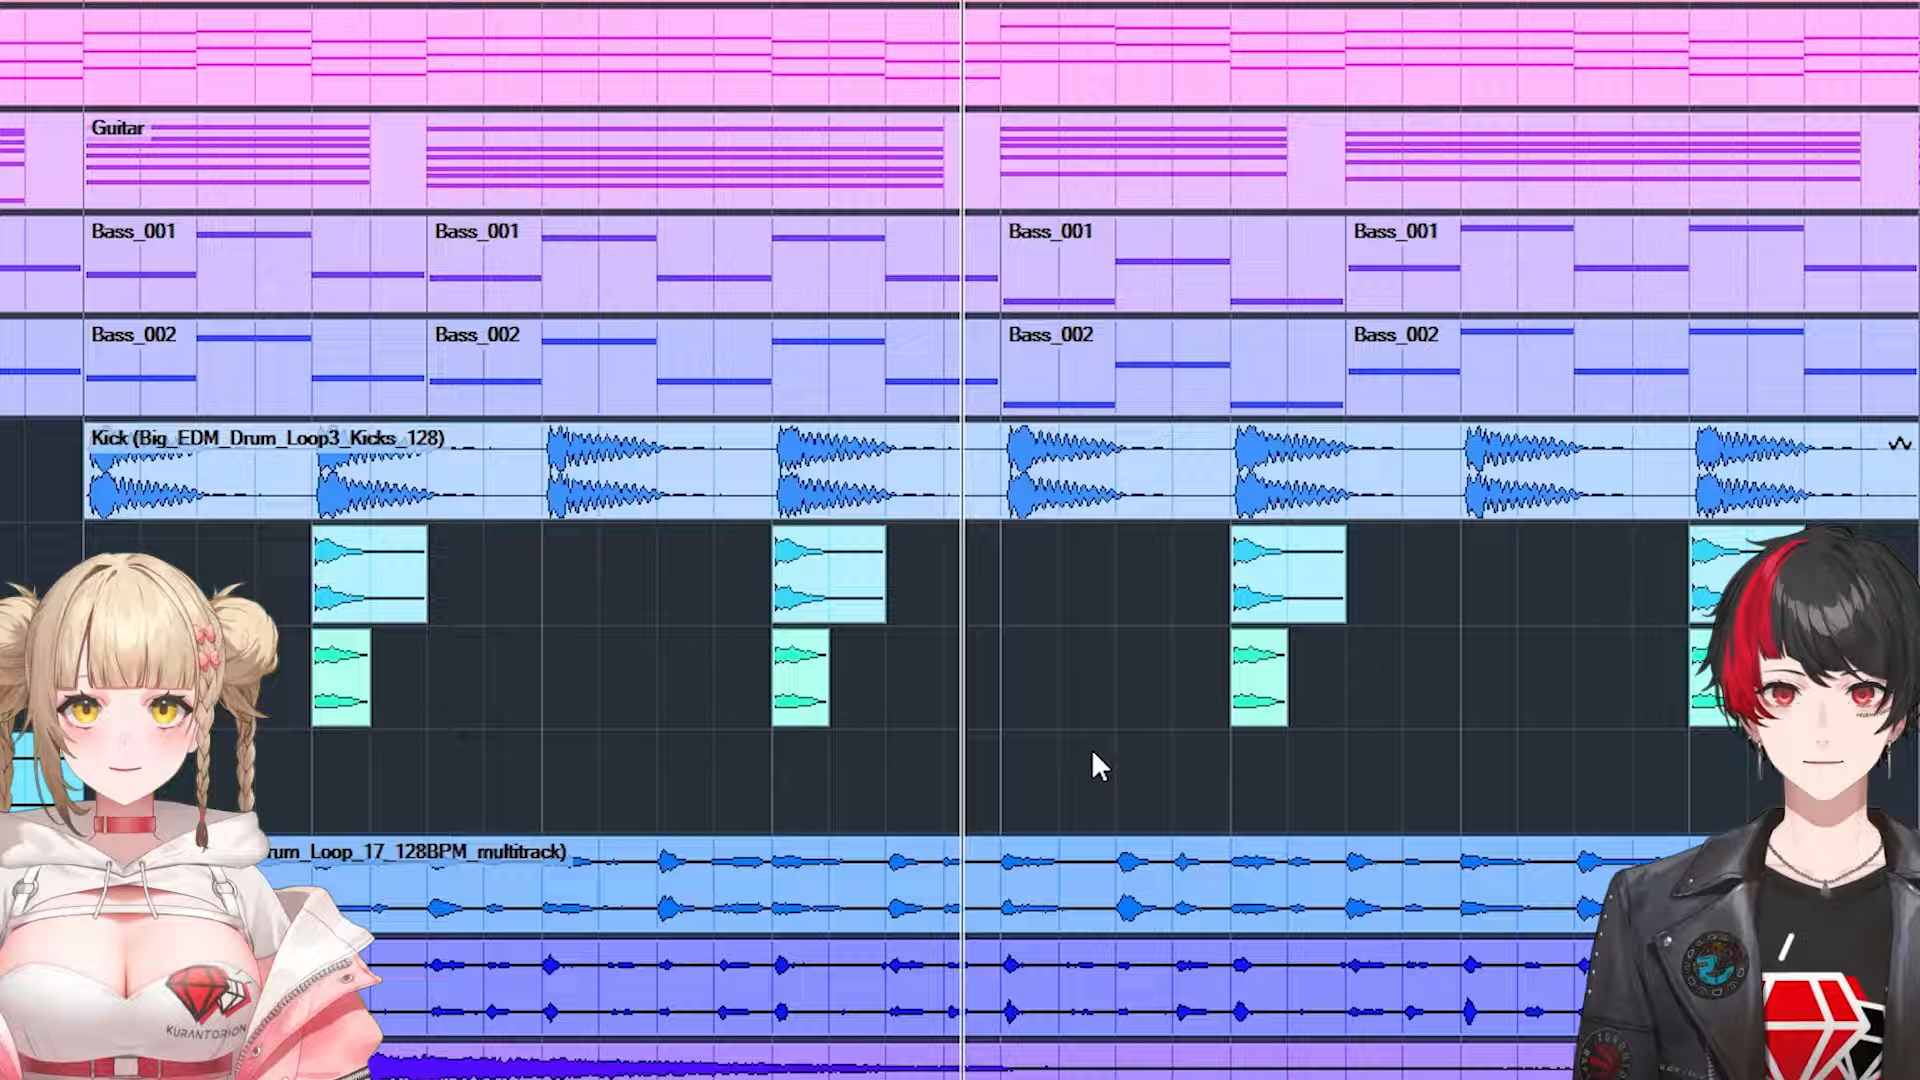 Guitar
Bass_001 Bass_001 Bass_001 Bass_001
Bass_002 Bass_002 Bass_002 Bass_002
Kick (Big_EDM_Drum_Loop3_Kicks_128)
rum_Loop_17_128BPM_multitrack)
KURANTORION